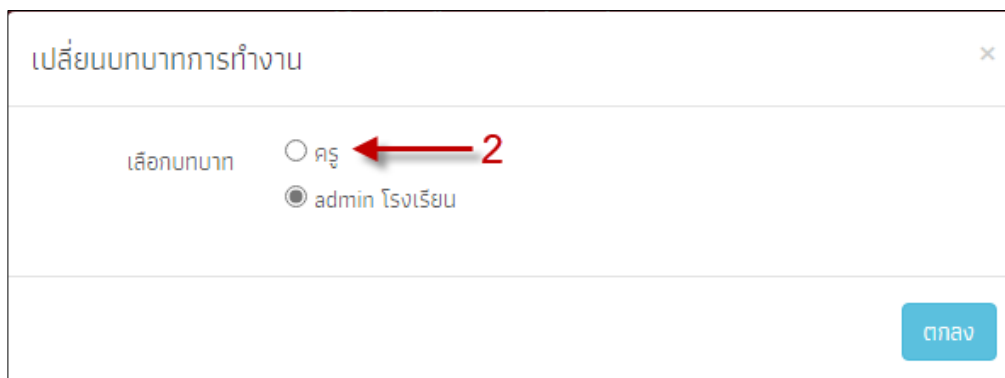 เปลี่ยนบทบาทการทำงาน ×
เลือกบทบาท ครู 2
admin โรงเรียน
ตกลง